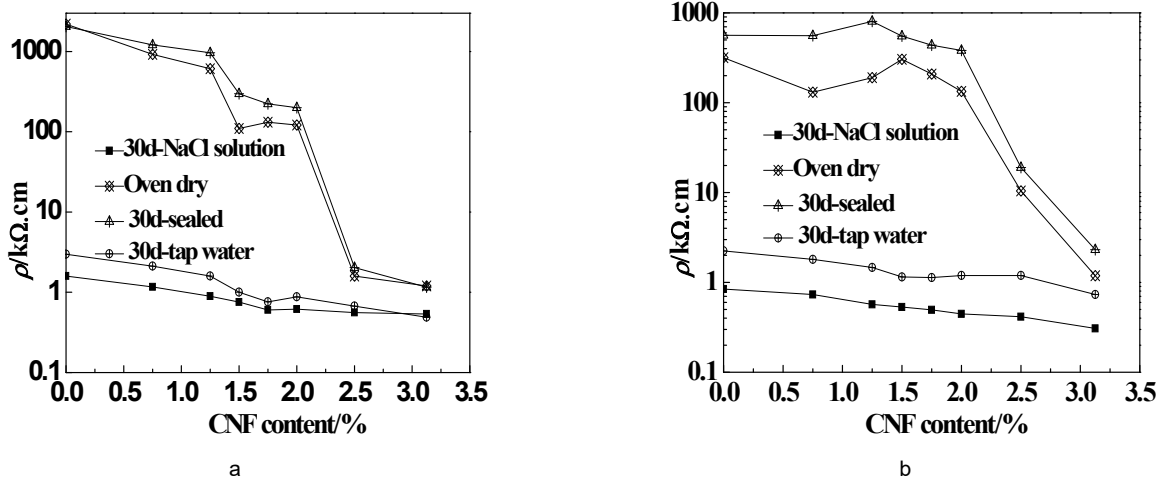 1000
100
10
1
0.1
ρ/kΩ.cm
30d-NaCl solution
Oven dry
30d-sealed
30d-tap water
0.0 0.5 1.0 1.5 2.0 2.5 3.0 3.5
CNF content/%
a
1000
100
10
1
0.1
ρ/kΩ.cm
30d-NaCl solution
Oven dry
30d-sealed
30d-tap water
0.0 0.5 1.0 1.5 2.0 2.5 3.0 3.5
CNF content/%
b